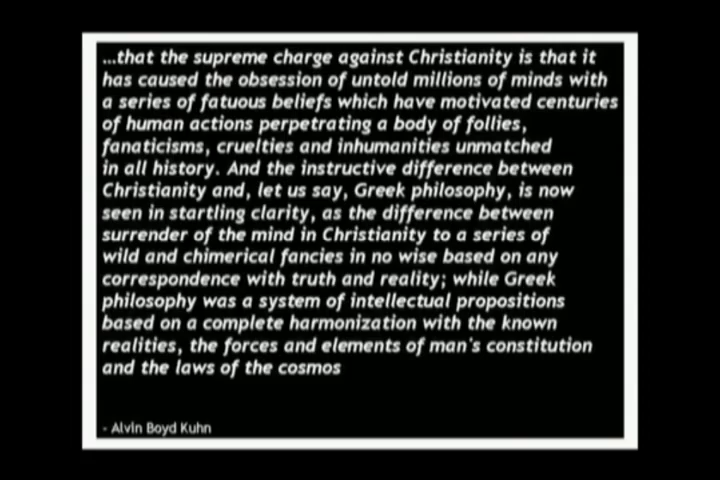 ...that the supreme charge against Christianity is that it
has caused the obsession of untold millions of minds with
a series of fatuous beliefs which have motivated centuries
of human actions perpetrating a body of follies,
fanaticisms, cruelties and inhumanities unmatched
in all history. And the instructive difference between
Christianity and, let us say, Greek philosophy, is now
seen in startling clarity, as the difference between
surrender of the mind in Christianity to a series of
wild and chimerical fancies in no wise based on any
correspondence with truth and reality; while Greek
philosophy was a system of intellectual propositions
based on a complete harmonization with the known
realities, the forces and elements of man's constitution
and the laws of the cosmos
- Alvin Boyd Kuhn